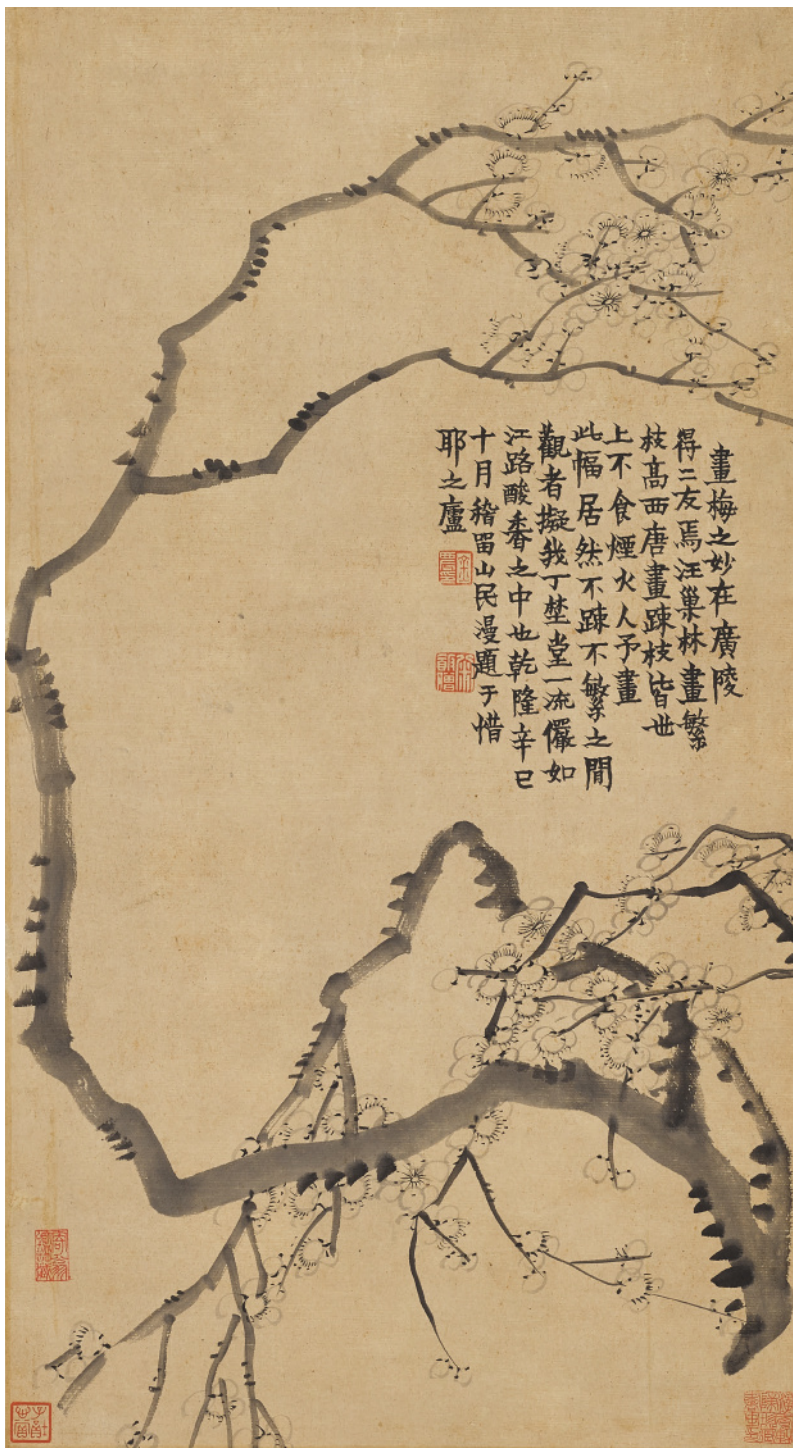 畫梅之妙在廣陵
得二友焉汪巢林畫繁
枝高西唐畫踈枝皆世
上不食煙火人予畫
此幅居然不踈不繁之間
觀者擬我丁埜堂一流儼如
江路酸香之中也乾隆辛巳
十月稽留山民漫題于惜
耶之廬